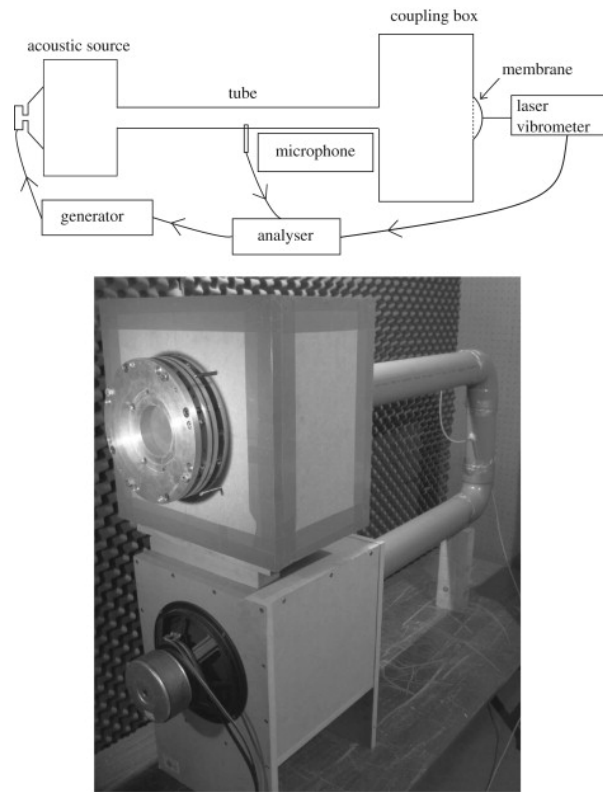 coupling box
acoustic source
membrane
tube
laser
vibrometer
microphone
generator
analyser